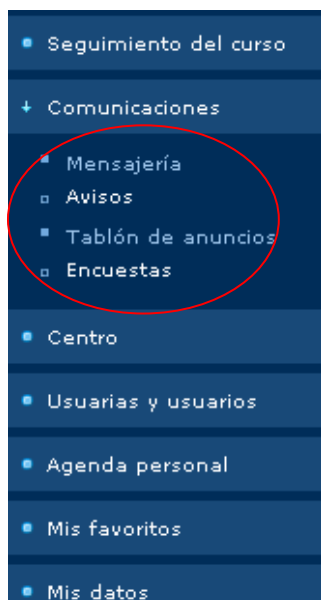 Seguimiento del curso
Comunicaciones
Mensajería
Avisos
Tablón de anuncios
Encuestas
Centro
Usuarias y usuarios
Agenda personal
Mis favoritos
Mis datos